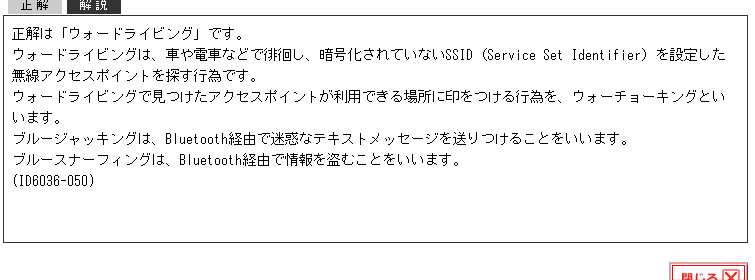 正解 解説
正解は「ウォードライビング」です。
ウォードライビングは、車や電車などで徘徊し、暗号化されていないSSID（Service Set Identifier）を設定した
無線アクセスポイントを探す行為です。
ウォードライビングで見つけたアクセスポイントが利用できる場所に印をつける行為を、ウォーチョーキングとい
います。
ブルージャッキングは、Bluetooth経由で迷惑なテキストメッセージを送りつけることをいいます。
ブルースナーフィングは、Bluetooth経由で情報を盗むことをいいます。
(ID6036-050)
閉じる